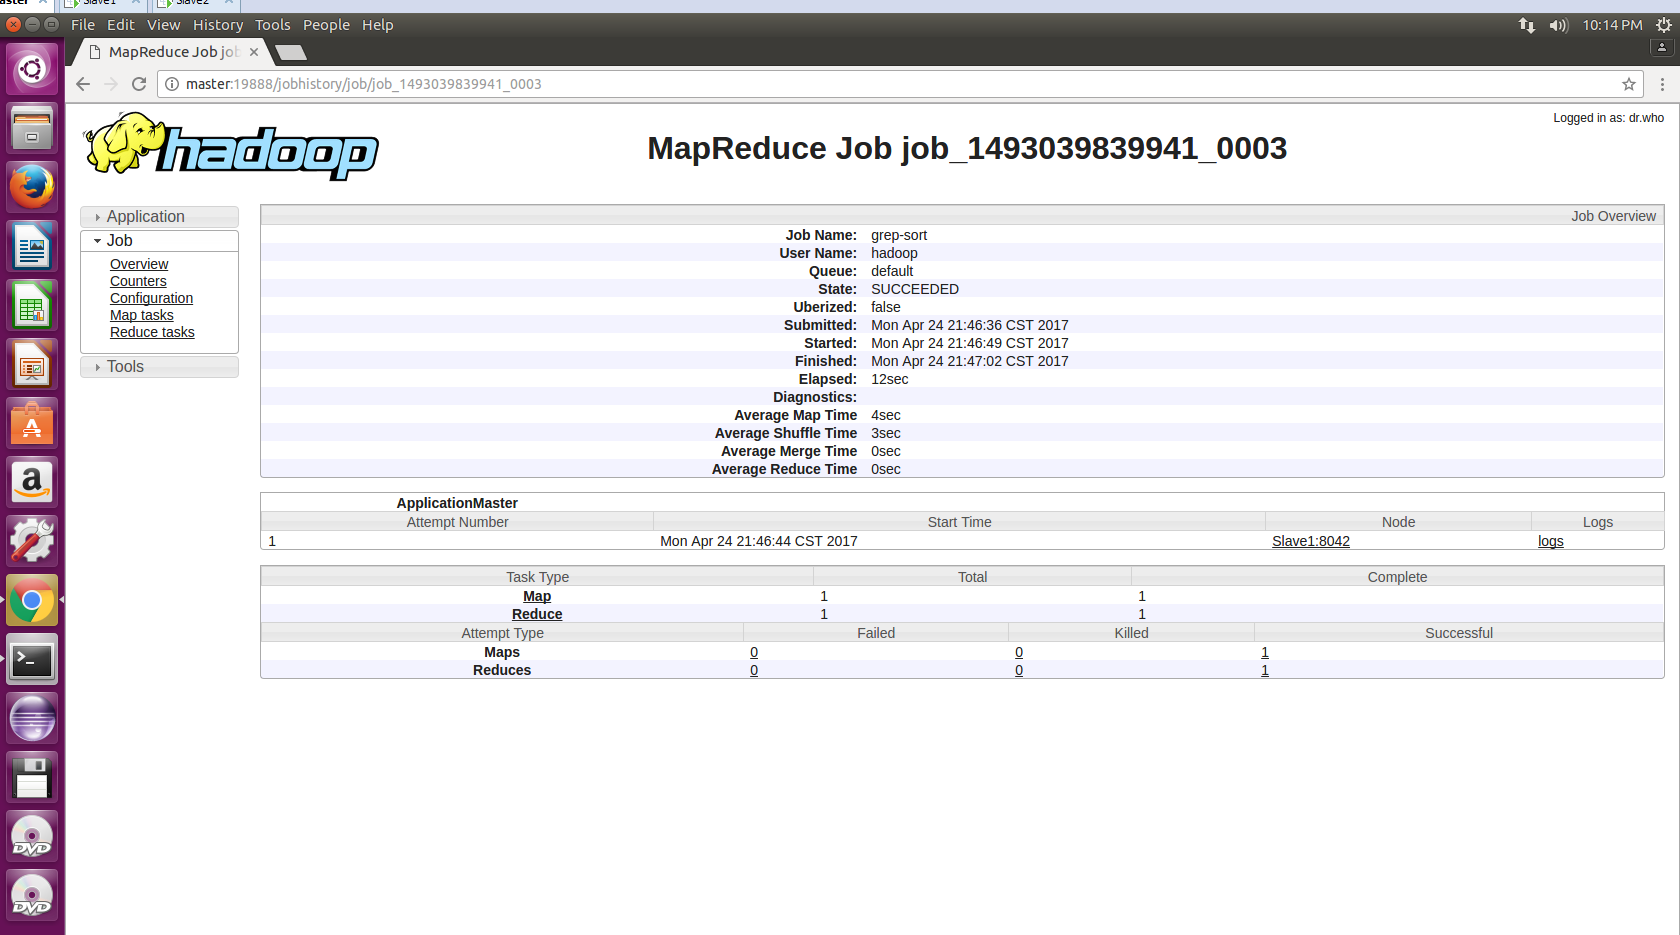 Slave1 Slave2
File Edit View History Tools People Help 10:14 PM
MapReduce Job job
master:19888/jobhistory/job/job_1493039839941_0003
Logged in as: dr.who
hadoop MapReduce Job job_1493039839941_0003
Application
Job
Overview
Counters
Configuration
Map tasks
Reduce tasks
Tools
Job Overview
Job Name: grep-sort
User Name: hadoop
Queue: default
State: SUCCEEDED
Uberized: false
Submitted: Mon Apr 24 21:46:36 CST 2017
Started: Mon Apr 24 21:46:49 CST 2017
Finished: Mon Apr 24 21:47:02 CST 2017
Elapsed: 12sec
Diagnostics:
Average Map Time 4sec
Average Shuffle Time 3sec
Average Merge Time 0sec
Average Reduce Time 0sec
ApplicationMaster
Attempt Number Start Time Node Logs
1 Mon Apr 24 21:46:44 CST 2017 Slave1:8042 logs
Task Type Total Complete
Map 1 1
Reduce 1 1
Attempt Type Failed Killed Successful
Maps 0 0 1
Reduces 0 0 1
DVD
DVD